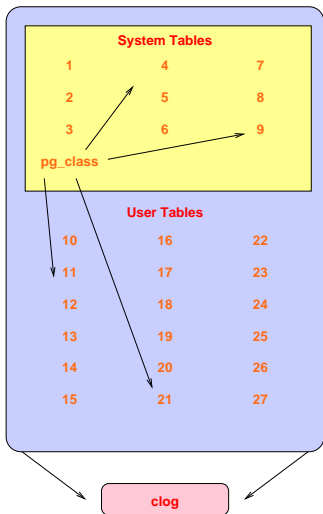 System Tables
1 4 7
2 5 8
3 6 9
pg_class
User Tables
10 16 22
11 17 23
12 18 24
13 19 25
14 20 26
15 21 27
clog